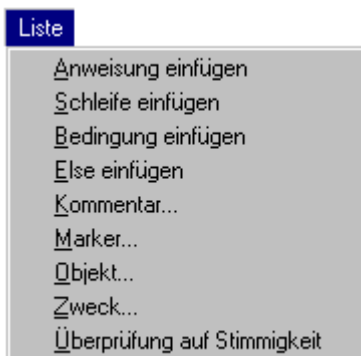 Liste
Anweisung einfügen
Schleife einfügen
Bedingung einfügen
Else einfügen
Kommentar...
Marker...
Objekt...
Zweck...
Überprüfung auf Stimmigkeit